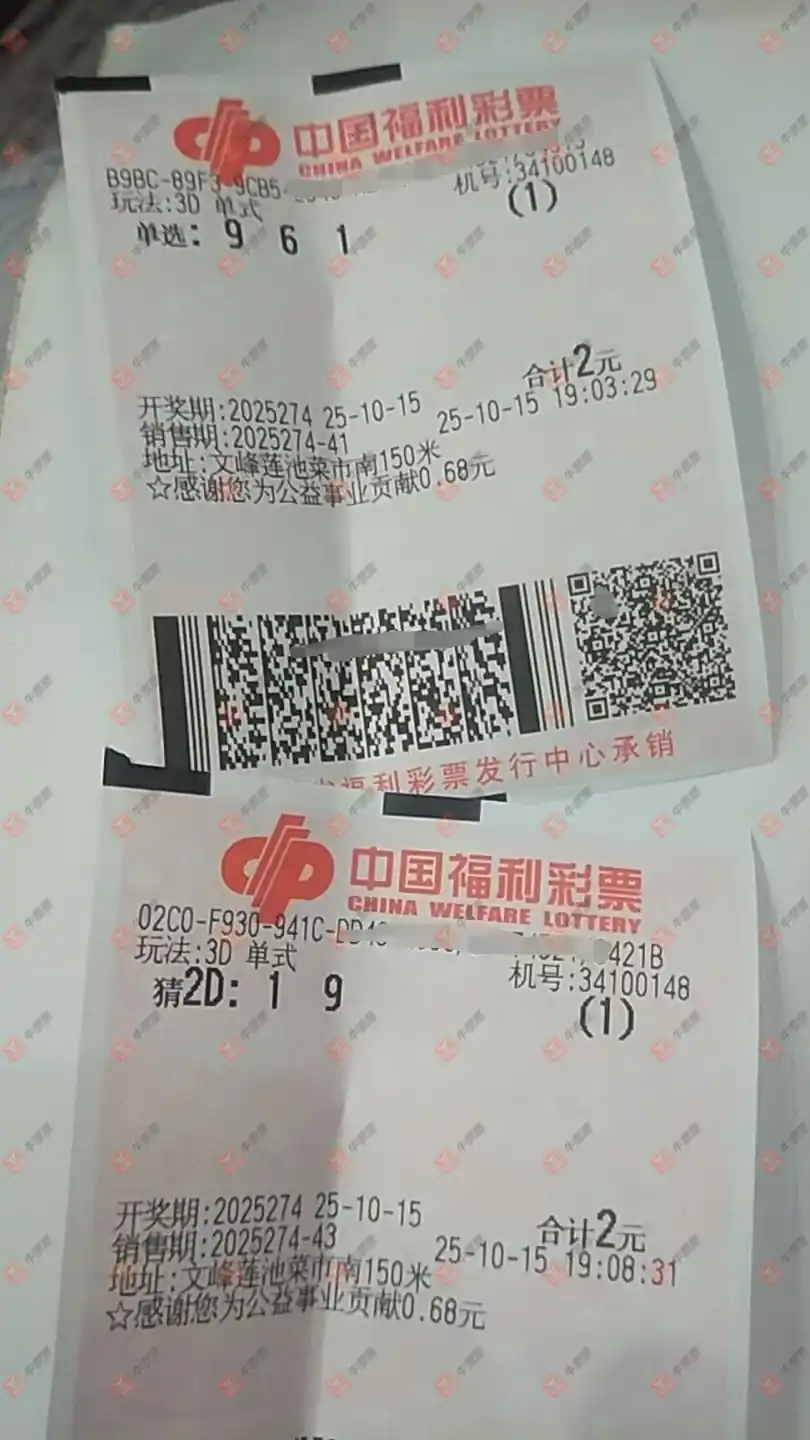 中国福利彩票
CHINA WELFARE LOTTERY
B9BC-89F3-9CB5-
机号:34100148
玩法:3D 单式
(1)
单选: 9 6 1
合计2元
开奖期:2025274 25-10-15
25-10-15 19:03:29
销售期:2025274-41
地址:文峰莲池菜市南150米
☆感谢您为公益事业贡献0.68元
福利彩票发行中心承销
中国福利彩票
CHINA WELFARE LOTTERY
02C0-F930-941C-DD4 421B
玩法:3D 单式
机号:34100148
猜2D: 1 9
(1)
开奖期:2025274 25-10-15
合计2元
销售期:2025274-43
25-10-15 19:08:31
地址:文峰莲池菜市南150米
☆感谢您为公益事业贡献0.68元